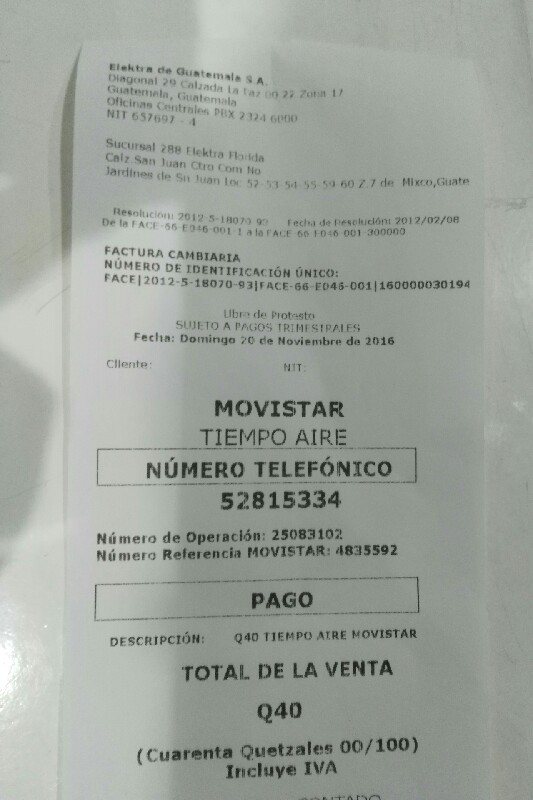 Elektra de Guatemala S.A.
Diagonal 29 Calzada La Paz 00 22 Zona 17
Guatemala, Guatemala
Oficinas Centrales PBX 2324 6000
NIT 657697 - 4
Sucursal 288 Elektra Florida
Calz San Juan Ctro Com No
Jardines de Sn Juan Loc 52-53-54-55-59-60 Z.7 de Mixco,Guate
Resolución: 2012-5-18070-93 Fecha de Resolución: 2012/02/08
De la FACE-66-E046-001-1 a la FACE-66-E046-001-300000
FACTURA CAMBIARIA
NÚMERO DE IDENTIFICACIÓN ÚNICO:
FACE|2012-5-18070-93|FACE-66-E046-001|160000030194
Libre de Protesto
SUJETO A PAGOS TRIMESTRALES
Fecha: Domingo 20 de Noviembre de 2016
Cliente: NIT:
MOVISTAR
TIEMPO AIRE
NÚMERO TELEFÓNICO
52815334
Número de Operación: 25083102
Número Referencia MOVISTAR: 4835592
PAGO
DESCRIPCIÓN: Q40 TIEMPO AIRE MOVISTAR
TOTAL DE LA VENTA
Q40
(Cuarenta Quetzales 00/100)
Incluye IVA
CONTADO